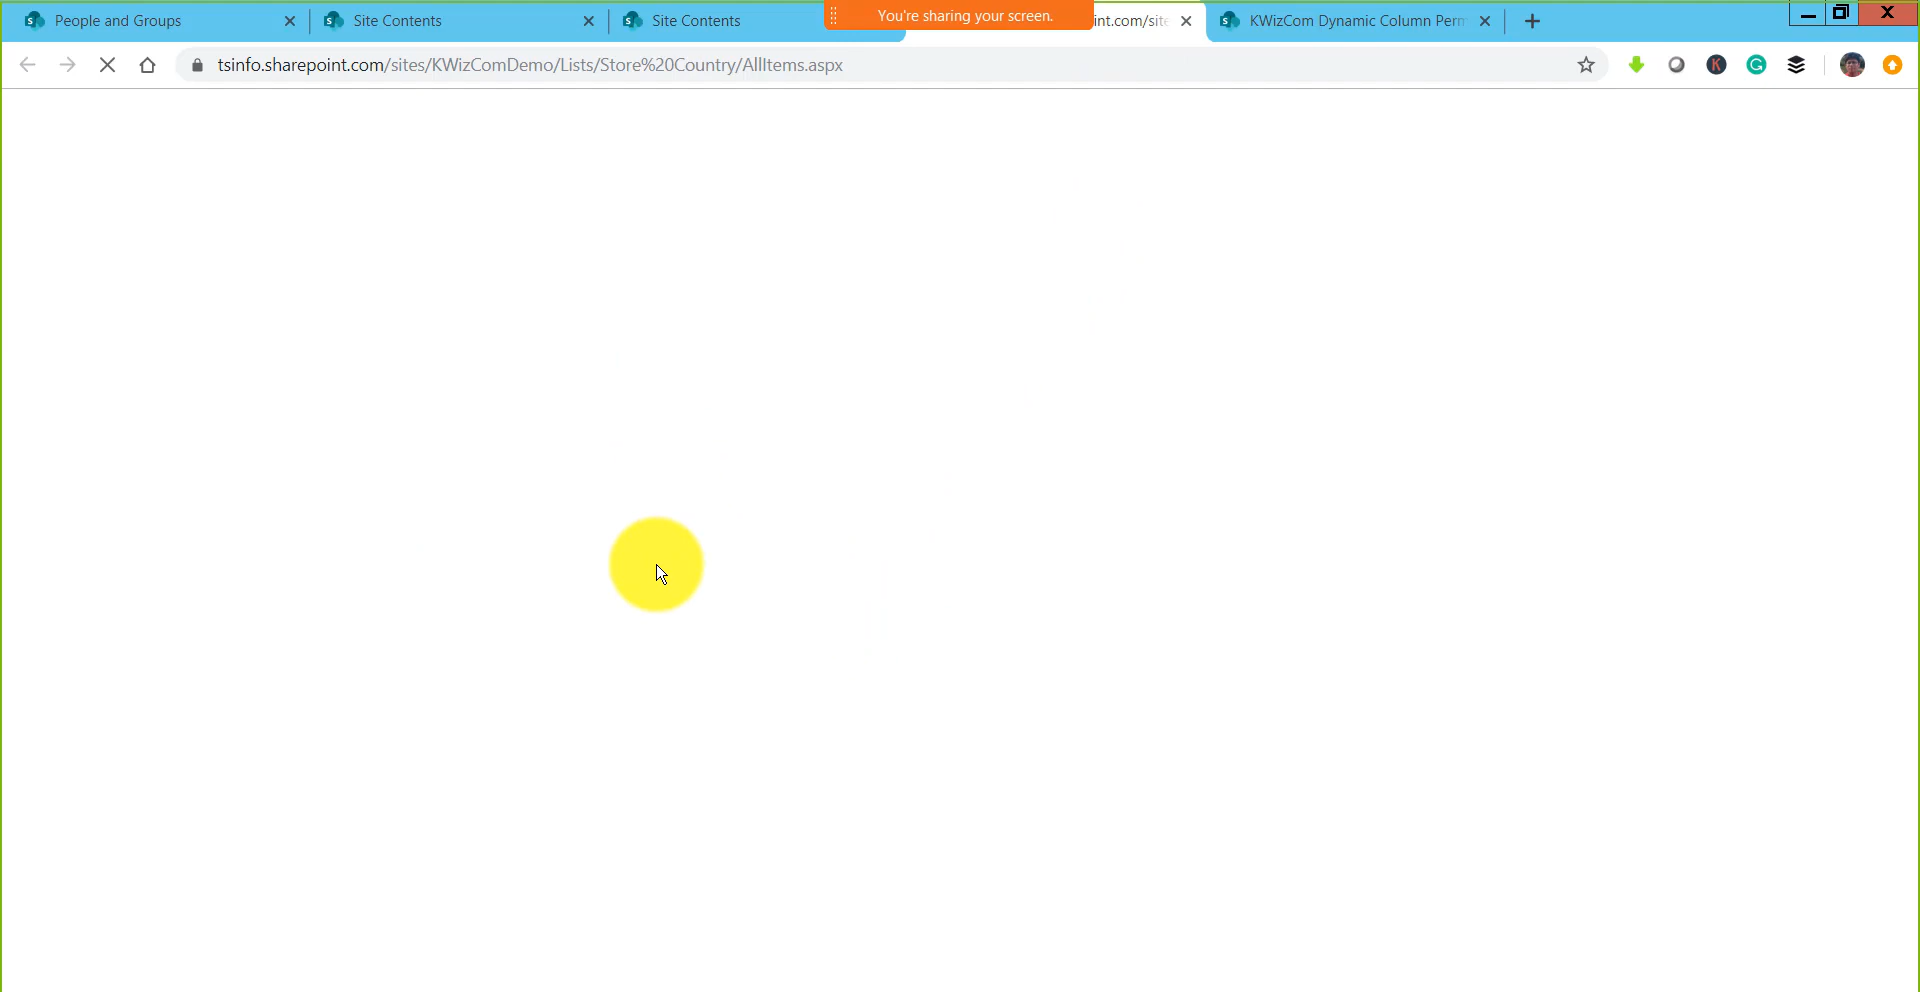 People and Groups
Site Contents
Site Contents
You're sharing your screen.
int.com/site
KWizCom Dynamic Column Perm
tsinfo.sharepoint.com/sites/KWizComDemo/Lists/Store%20Country/AllItems.aspx